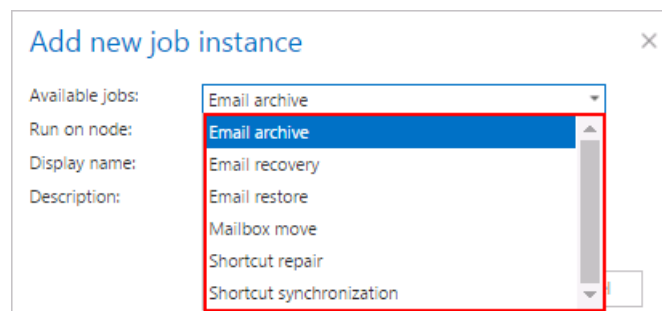 Add new job instance
Available jobs:
Email archive
Run on node:
Email archive
Display name:
Email recovery
Description:
Email restore
Mailbox move
Shortcut repair
Shortcut synchronization